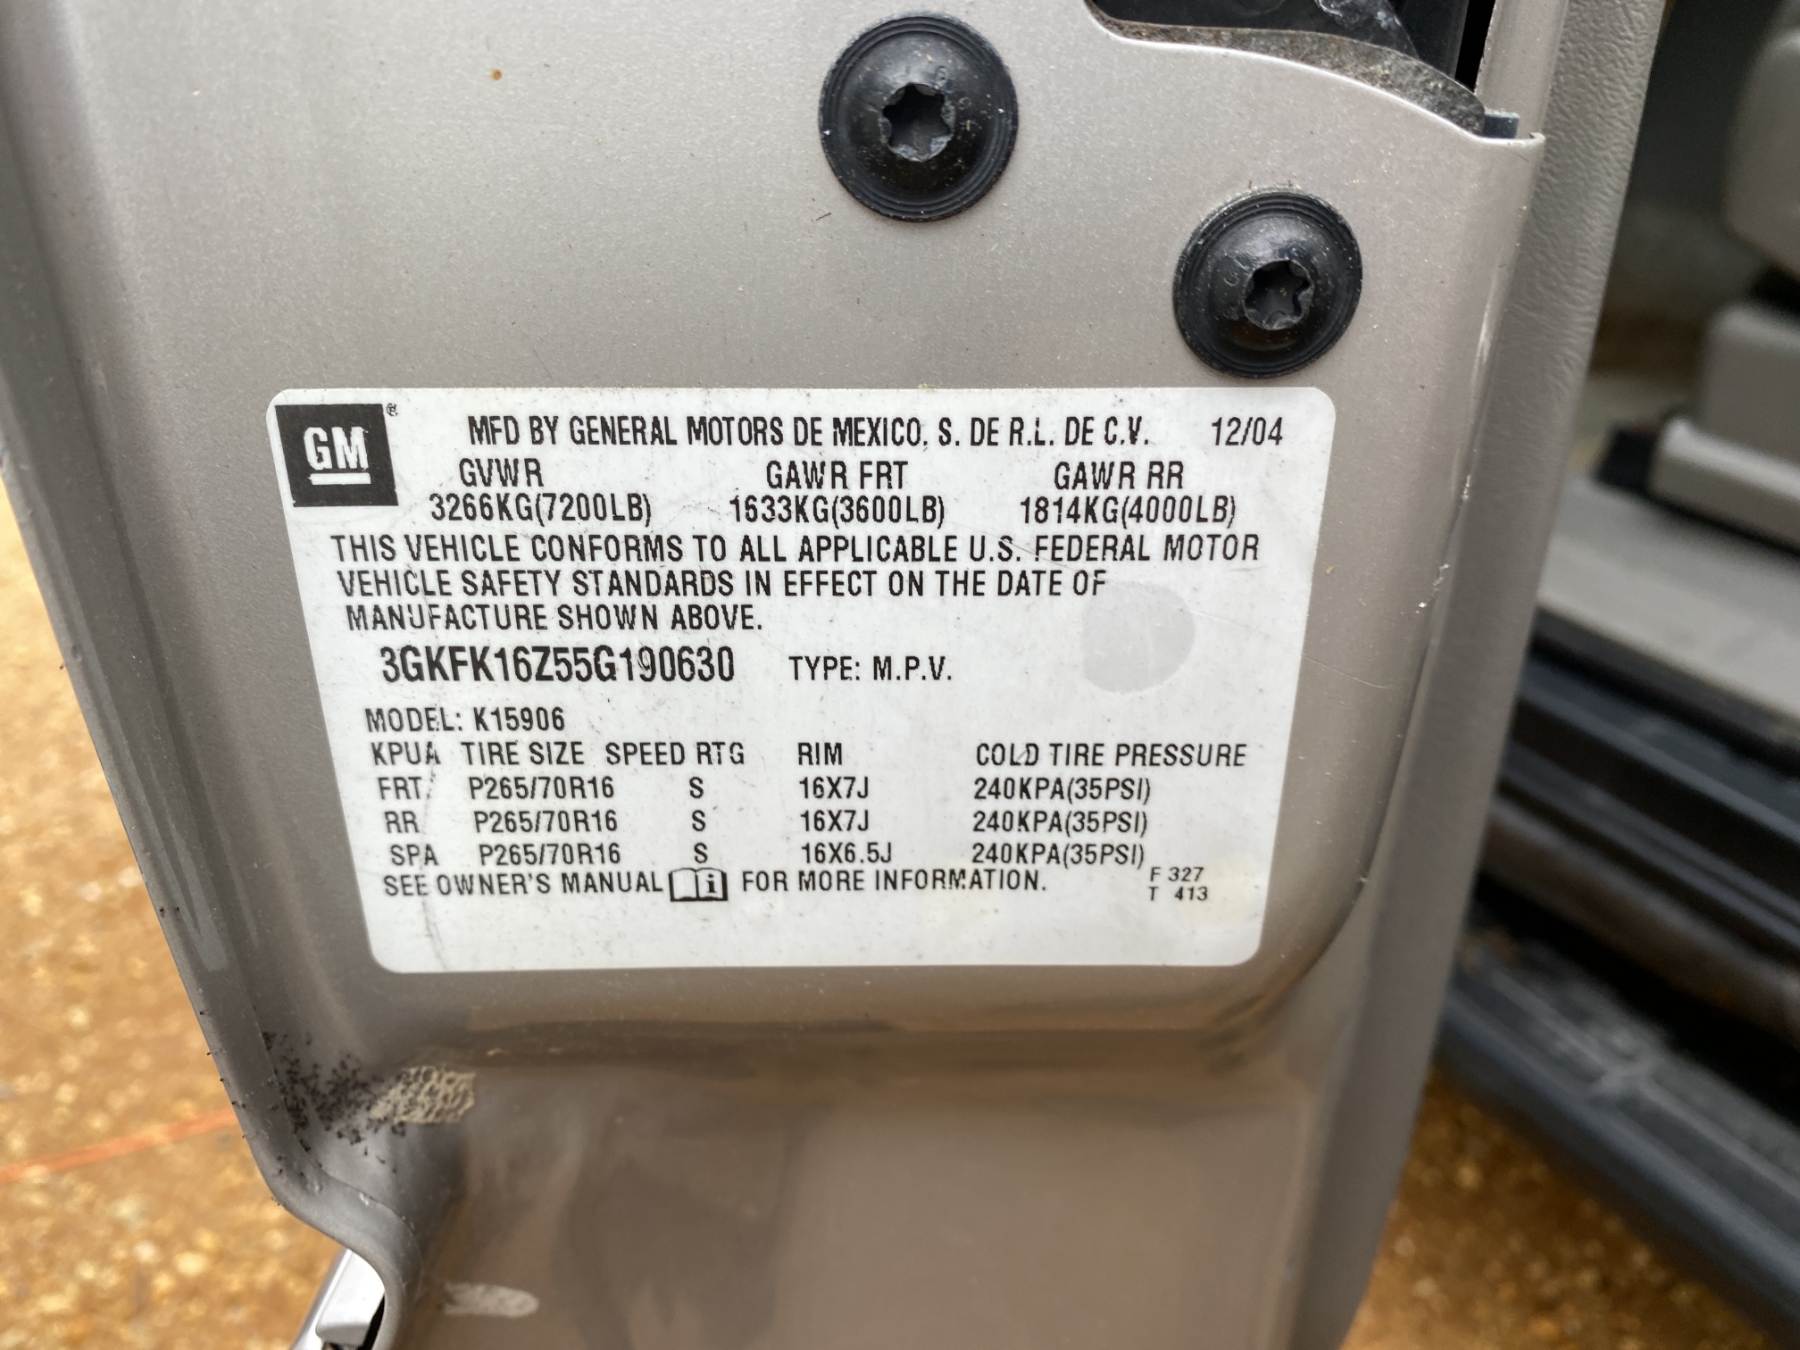 GM ® MFD BY GENERAL MOTORS DE MEXICO, S. DE R.L. DE C.V. 12/04
GVWR GAWR FRT GAWR RR
3266KG(7200LB) 1633KG(3600LB) 1814KG(4000LB)
THIS VEHICLE CONFORMS TO ALL APPLICABLE U.S. FEDERAL MOTOR
VEHICLE SAFETY STANDARDS IN EFFECT ON THE DATE OF
MANUFACTURE SHOWN ABOVE.
3GKFK16Z55G190630 TYPE: M.P.V.
MODEL: K15906
KPUA TIRE SIZE SPEED RTG RIM COLD TIRE PRESSURE
FRT P265/70R16 S 16X7J 240KPA(35PSI)
RR P265/70R16 S 16X7J 240KPA(35PSI)
SPA P265/70R16 S 16X6.5J 240KPA(35PSI)
SEE OWNER'S MANUAL i FOR MORE INFORMATION. F 327
T 413